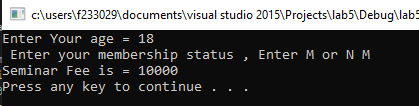 c:\users\f233029\documents\visual studio 2015\Projects\lab5\Debug\lab
Enter Your age = 18
Enter your membership status , Enter M or N M
Seminar Fee is = 10000
Press any key to continue . . .